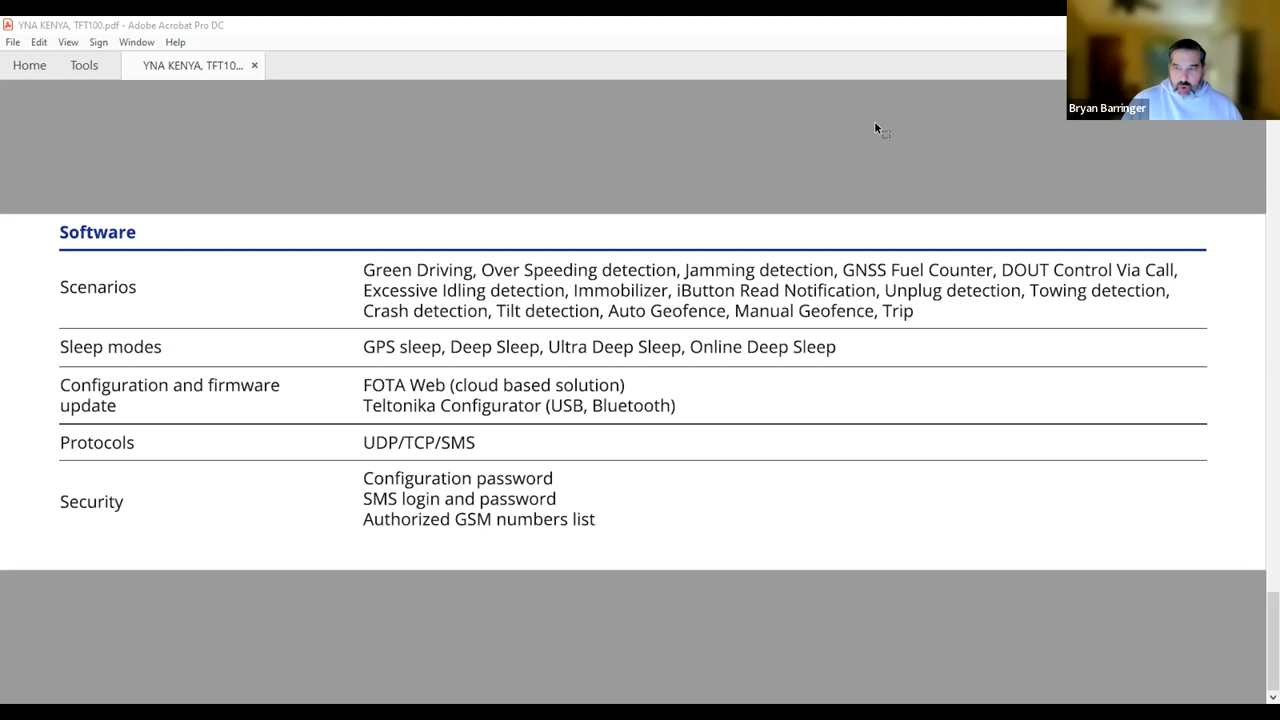 YNA KENYA, TFT100.pdf - Adobe Acrobat Pro DC
File Edit View Sign Window Help
Home Tools YNA KENYA, TFT10... ×
Bryan Barringer
Software
Scenarios
Green Driving, Over Speeding detection, Jamming detection, GNSS Fuel Counter, DOUT Control Via Call,
Excessive Idling detection, Immobilizer, iButton Read Notification, Unplug detection, Towing detection,
Crash detection, Tilt detection, Auto Geofence, Manual Geofence, Trip
Sleep modes
GPS sleep, Deep Sleep, Ultra Deep Sleep, Online Deep Sleep
Configuration and firmware
update
FOTA Web (cloud based solution)
Teltonika Configurator (USB, Bluetooth)
Protocols
UDP/TCP/SMS
Security
Configuration password
SMS login and password
Authorized GSM numbers list